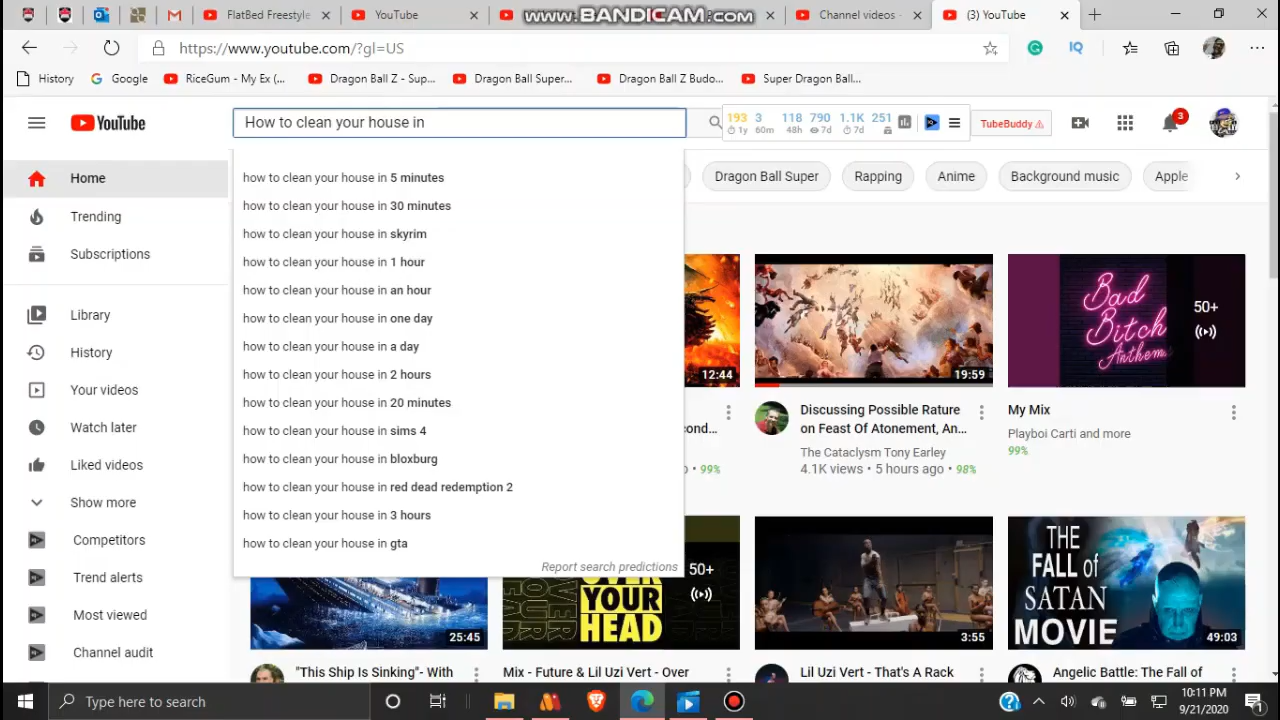 FlatBed Freestyle
YouTube
www.BANDICAM.com
Channel videos -
(3) YouTube
https://www.youtube.com/?gl=US
IQ
History
Google
RiceGum - My Ex (...
Dragon Ball Z - Sup...
Dragon Ball Super...
Dragon Ball Z Budo...
Super Dragon Ball...
YouTube
How to clean your house in
193 3 118 790 1.1K 251
1y 60m 48h 7d 7d
TubeBuddy
3
Home
Trending
Subscriptions
Library
History
Your videos
Watch later
Liked videos
Show more
Competitors
Trend alerts
Most viewed
Channel audit
how to clean your house in 5 minutes
how to clean your house in 30 minutes
how to clean your house in skyrim
how to clean your house in 1 hour
how to clean your house in an hour
how to clean your house in one day
how to clean your house in a day
how to clean your house in 2 hours
how to clean your house in 20 minutes
how to clean your house in sims 4
how to clean your house in bloxburg
how to clean your house in red dead redemption 2
how to clean your house in 3 hours
how to clean your house in gta
Report search predictions
Dragon Ball Super
Rapping
Anime
Background music
Apple
12:44
cond...
• 99%
19:59
Discussing Possible Rature
on Feast Of Atonement, An...
The Cataclysm Tony Earley
4.1K views • 5 hours ago • 98%
Bad
Bitch
Anthem.
50+
My Mix
Playboi Carti and more
99%
25:45
"This Ship Is Sinking"- With
OVER
YOUR
HEAD
50+
Mix - Future & Lil Uzi Vert - Over
3:55
Lil Uzi Vert - That's A Rack
THE
FALL of
SATAN
MOVIE
49:03
Angelic Battle: The Fall of
Type here to search
10:11 PM
9/21/2020
1